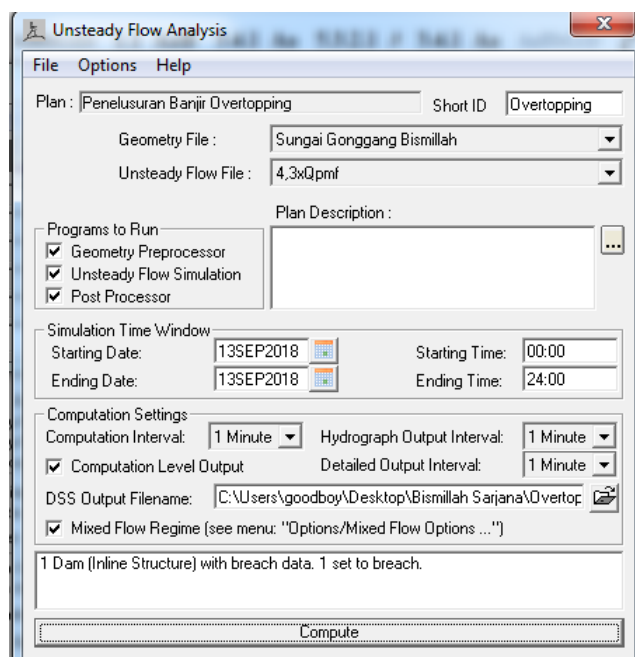 Unsteady Flow Analysis
File Options Help
Plan : Penelusuran Banjir Overtopping Short ID Overtopping
Geometry File : Sungai Gonggang Bismillah
Unsteady Flow File : 4,3xQpmf
Plan Description :
Programs to Run
Geometry Preprocessor
Unsteady Flow Simulation
Post Processor
...
Simulation Time Window
Starting Date: 13SEP2018 Starting Time: 00:00
Ending Date: 13SEP2018 Ending Time: 24:00
Computation Settings
Computation Interval: 1 Minute Hydrograph Output Interval: 1 Minute
Computation Level Output Detailed Output Interval: 1 Minute
DSS Output Filename: C:\Users\goodboy\Desktop\Bismillah Sarjana\Overtop
Mixed Flow Regime (see menu: "Options/Mixed Flow Options ...")
1 Dam (Inline Structure) with breach data. 1 set to breach.
Compute